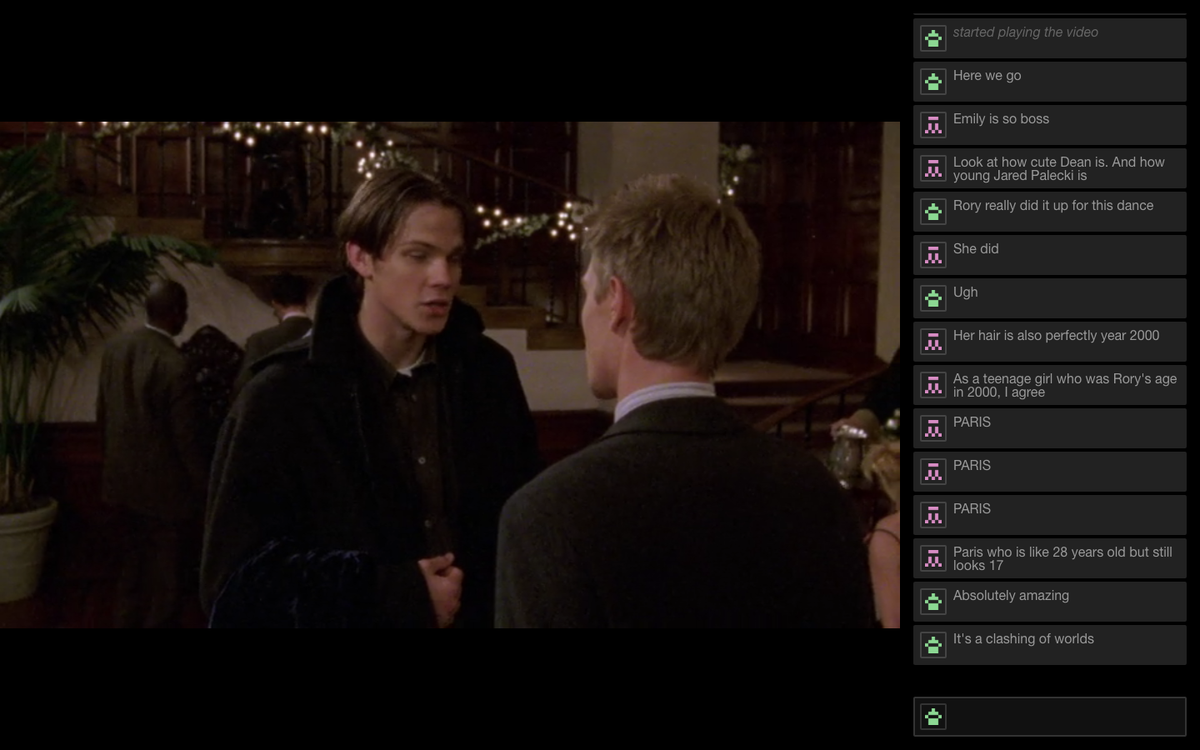 started playing the video
Here we go
Emily is so boss
Look at how cute Dean is. And how
young Jared Palecki is
Rory really did it up for this dance
She did
Ugh
Her hair is also perfectly year 2000
As a teenage girl who was Rory's age
in 2000, I agree
PARIS
PARIS
PARIS
Paris who is like 28 years old but still
looks 17
Absolutely amazing
It's a clashing of worlds